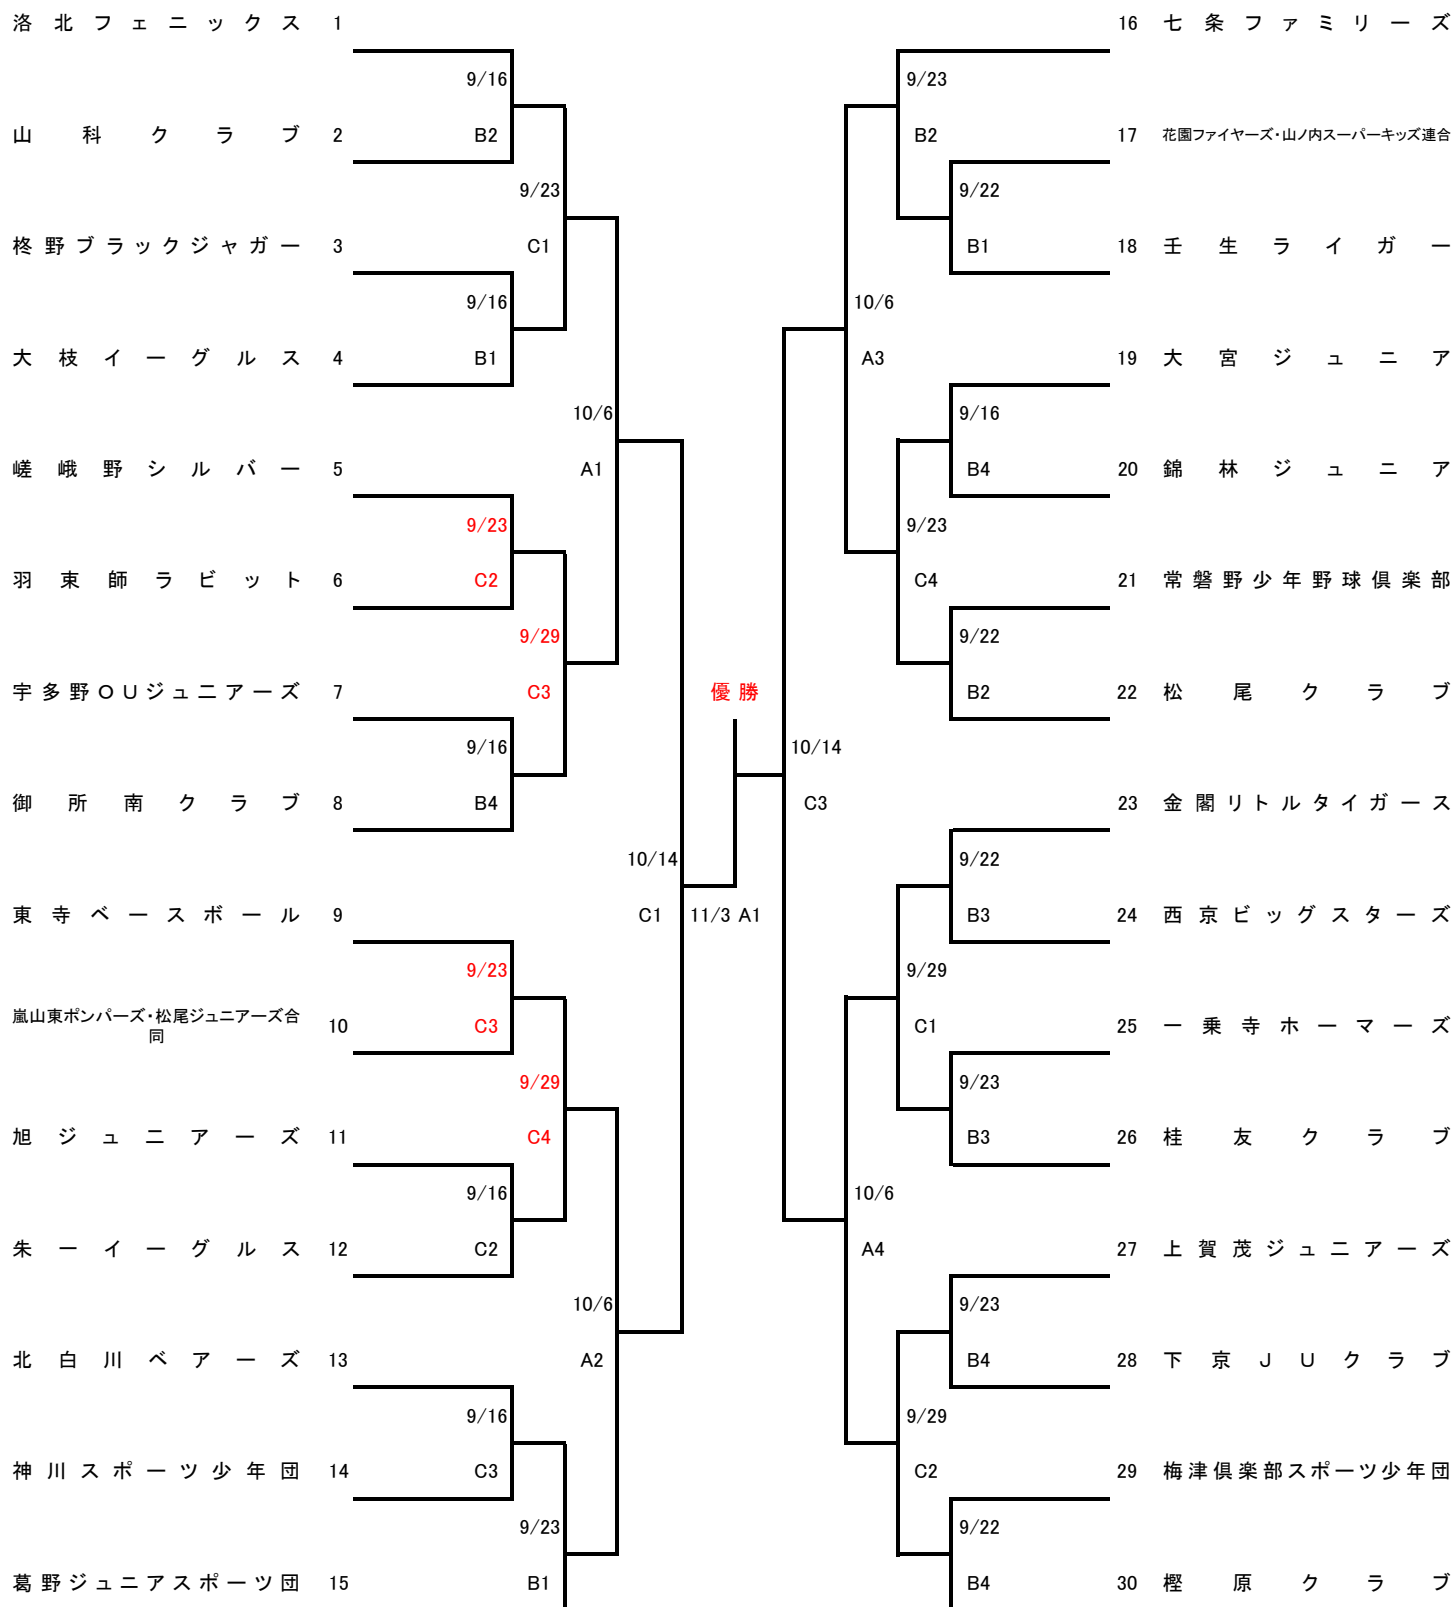 洛北フェニックス 1
9/16
山科クラブ 2
B2
9/23
柊野ブラックジャガー 3
C1
9/16
大枝イーグルス 4
B1
10/6
嵯峨野シルバー 5
A1
9/23
羽束師ラビット 6
C2
9/29
宇多野OUジュニアーズ 7
C3
9/16
御所南クラブ 8
B4
10/14
東寺ベースボール 9
C1
9/23
嵐山東ボンバーズ・松尾ジュニアーズ合
同
10
C3
9/29
旭ジュニアーズ 11
C4
9/16
朱一イーグルス 12
C2
10/6
北白川ベアーズ 13
A2
9/16
神川スポーツ少年団 14
C3
9/23
葛野ジュニアスポーツ団 15
B1
優勝
11/3 A1
16 七条ファミリーズ
9/23
B2
17 花園ファイヤーズ・山ノ内スーパーキッズ連合
9/22
B1
18 壬生ライガー
10/6
A3
19 大宮ジュニア
9/16
B4
20 錦林ジュニア
9/23
C4
21 常磐野少年野球倶楽部
9/22
B2
22 松尾クラブ
10/14
C3
23 金閣リトルタイガース
9/22
B3
24 西京ビッグスターズ
9/29
C1
25 一乗寺ホーマーズ
9/23
B3
26 桂友クラブ
10/6
A4
27 上賀茂ジュニアーズ
9/23
B4
28 下京JUクラブ
9/29
C2
29 梅津倶楽部スポーツ少年団
9/22
B4
30 樫原クラブ